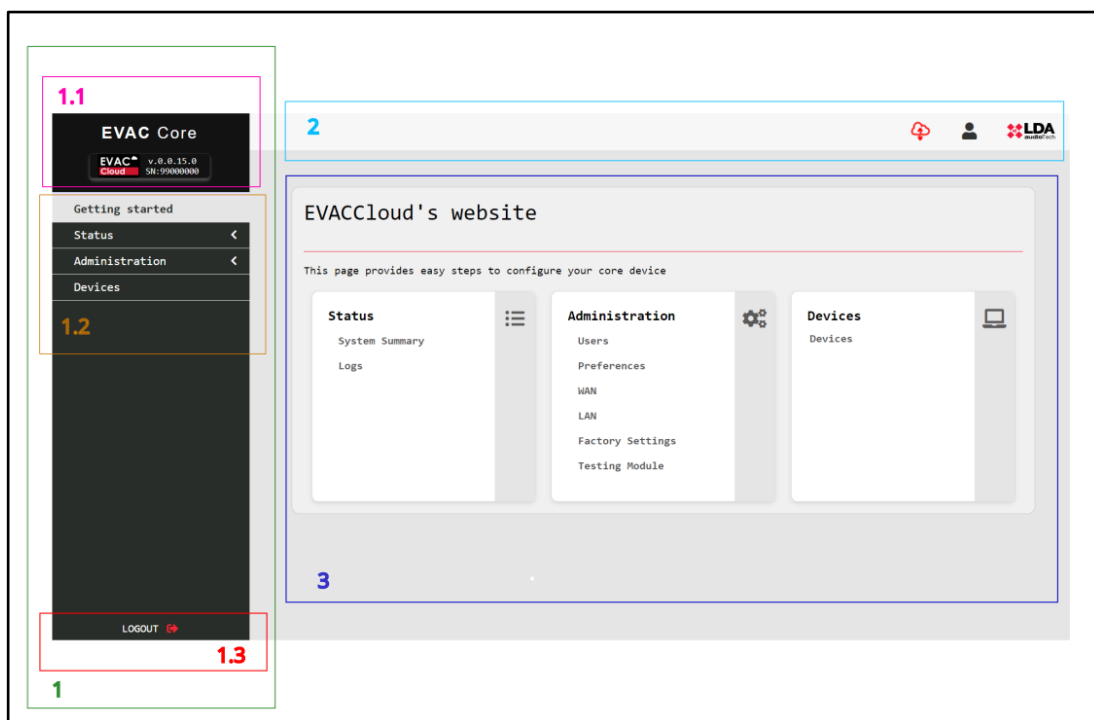 1.1
EVAC Core
EVAC
Cloud
v.0.0.15.0
SN:99000000
Getting started
Status
Administration
Devices
1.2
LOGOUT
1.3
1
2
LDA
audioTech
EVACCloud's website
This page provides easy steps to configure your core device
Status
System Summary
Logs
Administration
Users
Preferences
WAN
LAN
Factory Settings
Testing Module
Devices
Devices
3